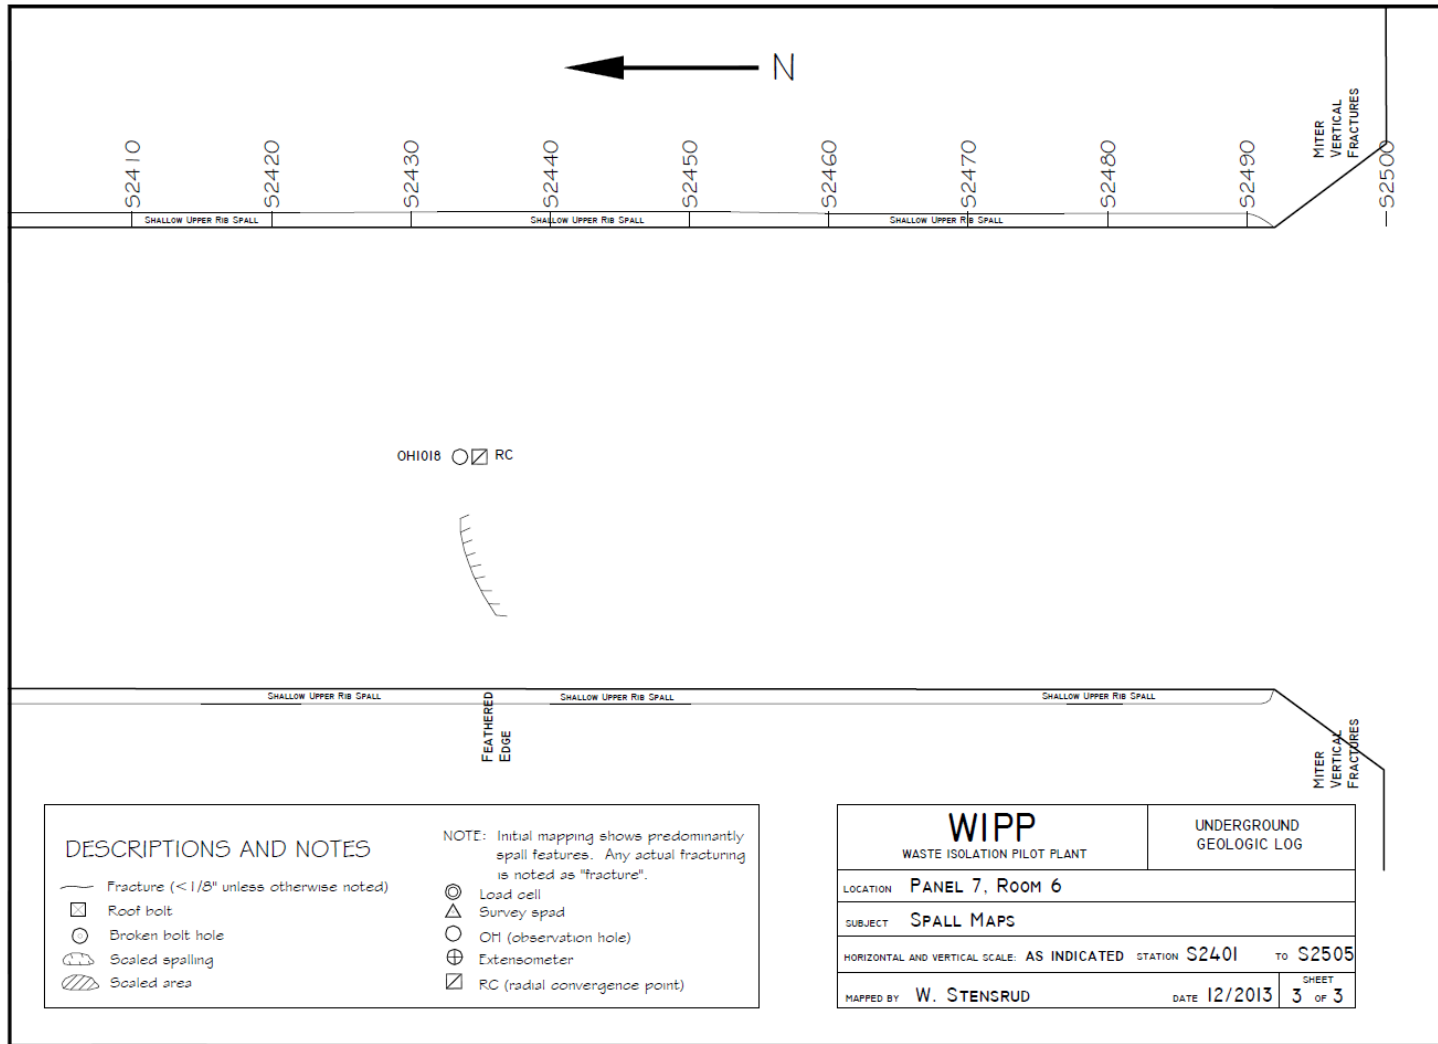 N
S2410
S2420
S2430
S2440
S2450
S2460
S2470
S2480
S2490
S2500
MITER
VERTICAL
FRACTURES
SHALLOW UPPER RIB SPALL
SHALLOW UPPER RIB SPALL
SHALLOW UPPER RIB SPALL
OH1018
RC
SHALLOW UPPER RIB SPALL
SHALLOW UPPER RIB SPALL
SHALLOW UPPER RIB SPALL
FEATHERED
EDGE
MITER
VERTICAL
FRACTURES
DESCRIPTIONS AND NOTES
Fracture (<1/8" unless otherwise noted)
Roof bolt
Broken bolt hole
Scaled spalling
Scaled area
NOTE: Initial mapping shows predominantly
spall features. Any actual fracturing
is noted as "fracture".
Load cell
Survey spad
OH (observation hole)
Extensometer
RC (radial convergence point)
WIPP
WASTE ISOLATION PILOT PLANT
UNDERGROUND
GEOLOGIC LOG
LOCATION PANEL 7, ROOM 6
SUBJECT SPALL MAPS
HORIZONTAL AND VERTICAL SCALE: AS INDICATED STATION S2401 TO S2505
MAPPED BY W. STENSRUD DATE 12/2013
SHEET
3 OF 3